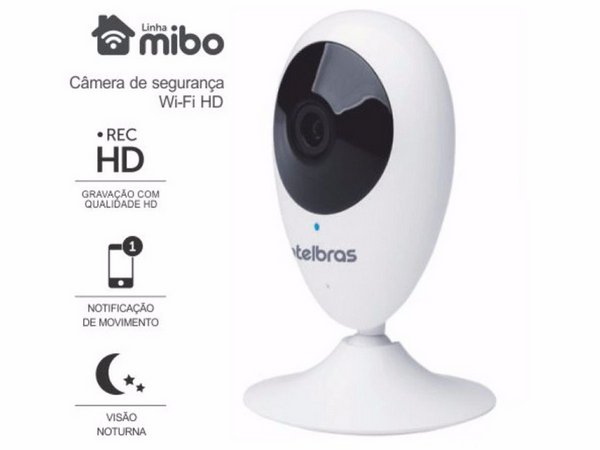 Linha
mibo
Câmera de segurança
Wi-Fi HD
•REC
HD
GRAVAÇÃO COM
QUALIDADE HD
1
NOTIFICAÇÃO
DE MOVIMENTO
VISÃO
NOTURNA
ntelbras